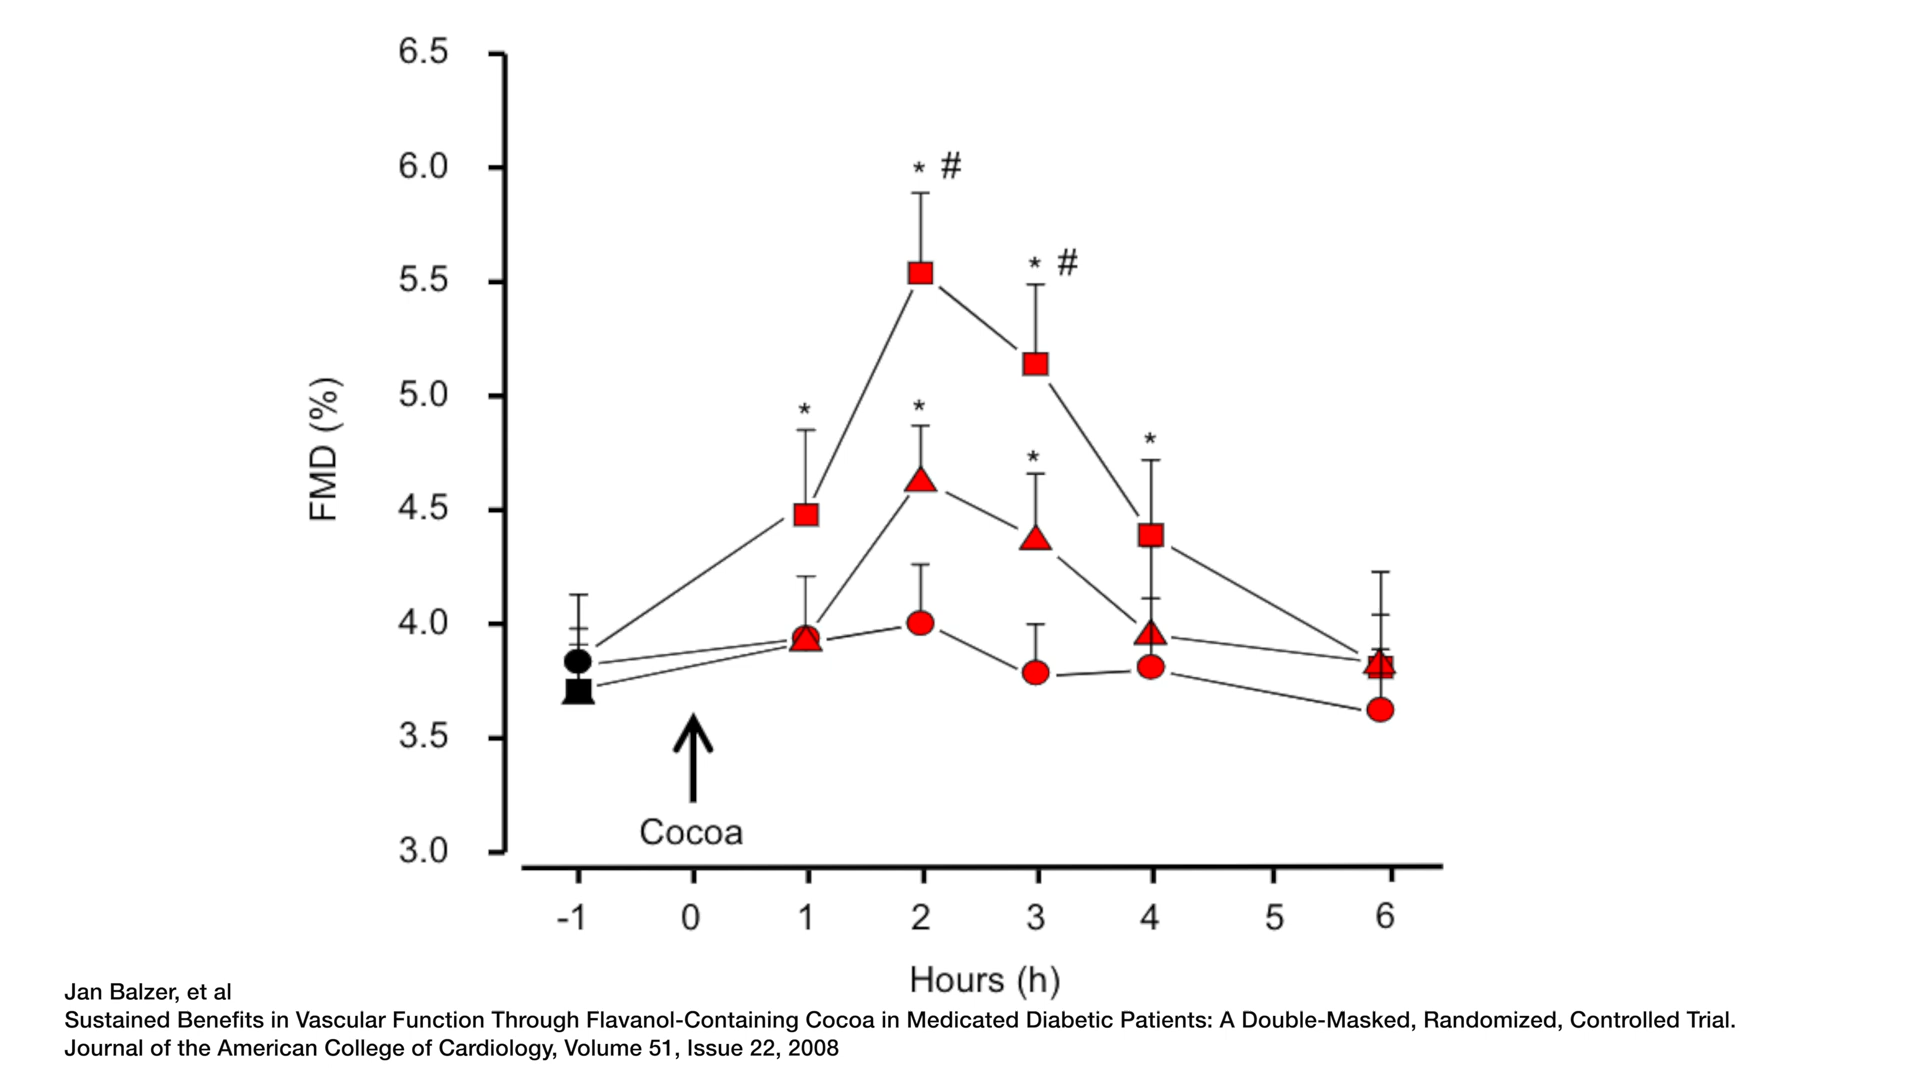 6.5
6.0
* #
5.5
* #
5.0
* *
*
*
4.5
4.0
3.5
3.0
FMD (%)
Cocoa
-1 0 1 2 3 4 5 6
Hours (h)
Jan Balzer, et al
Sustained Benefits in Vascular Function Through Flavanol-Containing Cocoa in Medicated Diabetic Patients: A Double-Masked, Randomized, Controlled Trial.
Journal of the American College of Cardiology, Volume 51, Issue 22, 2008